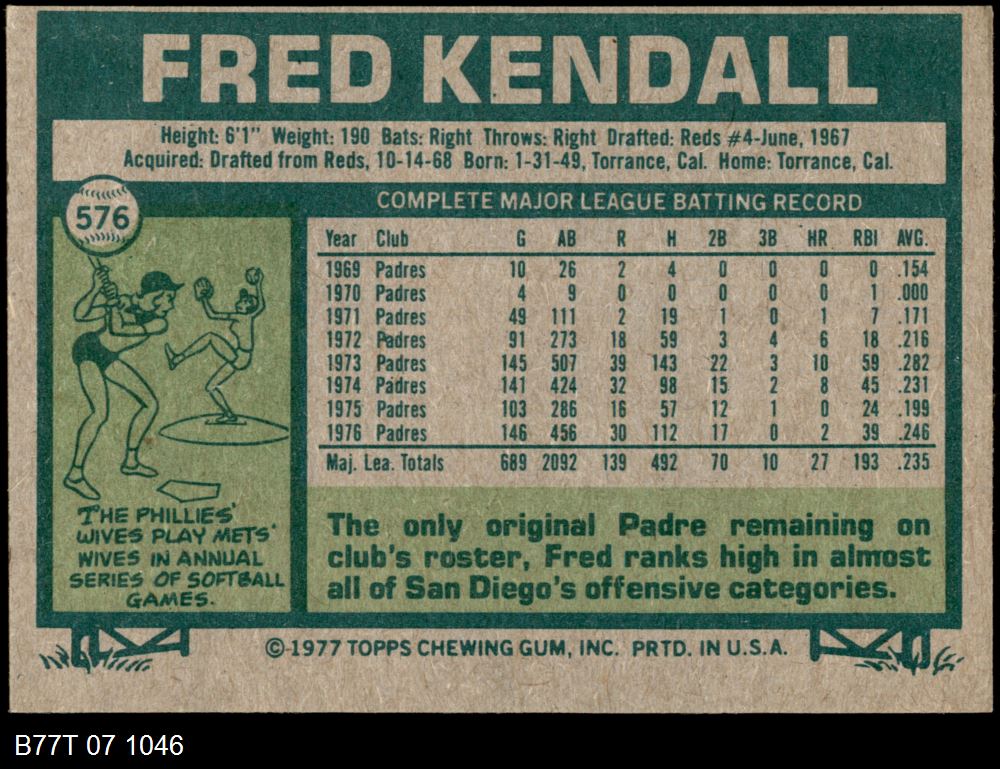 FRED KENDALL
Height: 6'1" Weight: 190 Bats: Right Throws: Right Drafted: Reds #4-June, 1967
Acquired: Drafted from Reds, 10-14-68 Born: 1-31-49, Torrance, Cal. Home: Torrance, Cal.
576
COMPLETE MAJOR LEAGUE BATTING RECORD
Year Club G AB R H 2B 3B HR RBI AVG.
1969 Padres 10 26 2 4 0 0 0 0 .154
1970 Padres 4 9 0 0 0 0 0 1 .000
1971 Padres 49 111 2 19 1 0 1 7 .171
1972 Padres 91 273 18 59 3 4 6 18 .216
1973 Padres 145 507 39 143 22 3 10 59 .282
1974 Padres 141 424 32 98 15 2 8 45 .231
1975 Padres 103 286 16 57 12 1 0 24 .199
1976 Padres 146 456 30 112 17 0 2 39 .246
Maj. Lea. Totals 689 2092 139 492 70 10 27 193 .235
THE PHILLIES'
WIVES PLAY METS'
WIVES IN ANNUAL
SERIES OF SOFTBALL
GAMES.
The only original Padre remaining on
club's roster, Fred ranks high in almost
all of San Diego's offensive categories.
©1977 TOPPS CHEWING GUM, INC. PRTD. IN U.S.A.
B77T 07 1046